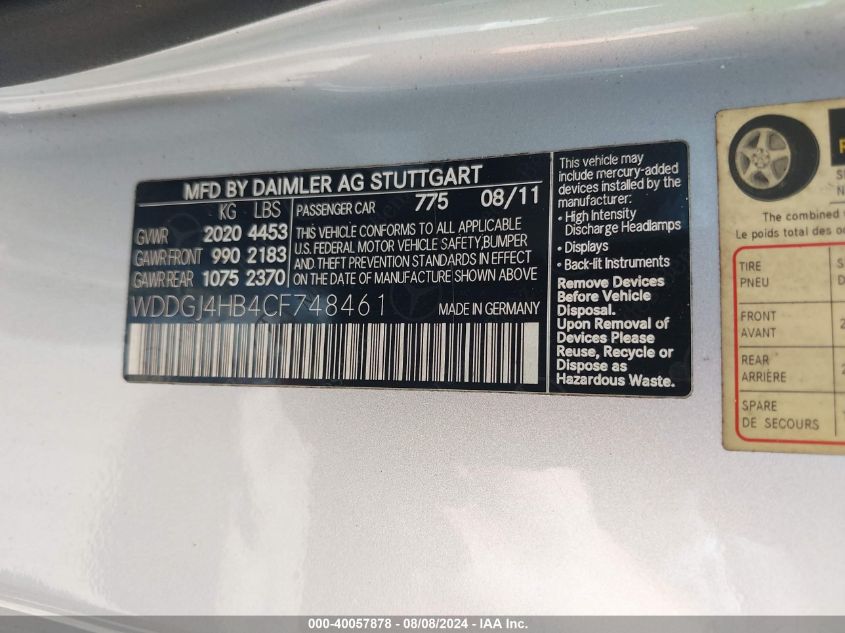 MFD BY DAIMLER AG STUTTGART
KG LBS
GVWR 2020 4453
GAWR FRONT 990 2183
GAWR REAR 1075 2370
PASSENGER CAR 775 08/11
THIS VEHICLE CONFORMS TO ALL APPLICABLE
U.S. FEDERAL MOTOR VEHICLE SAFETY,BUMPER
AND THEFT PREVENTION STANDARDS IN EFFECT
ON THE DATE OF MANUFACTURE SHOWN ABOVE
WDDGJ4HB4CF748461 MADE IN GERMANY
This vehicle may
include mercury-added
devices installed by the
manufacturer:
• High Intensity
Discharge Headlamps
• Displays
• Back-lit Instruments
Remove Devices
Before Vehicle
Disposal.
Upon Removal of
Devices Please
Reuse, Recycle or
Dispose as
Hazardous Waste.
The combined
Le poids total des
TIRE
PNEU
FRONT
AVANT
REAR
ARRIÈRE
SPARE
DE SECOURS
000-40057878 - 08/08/2024 - IAA Inc.